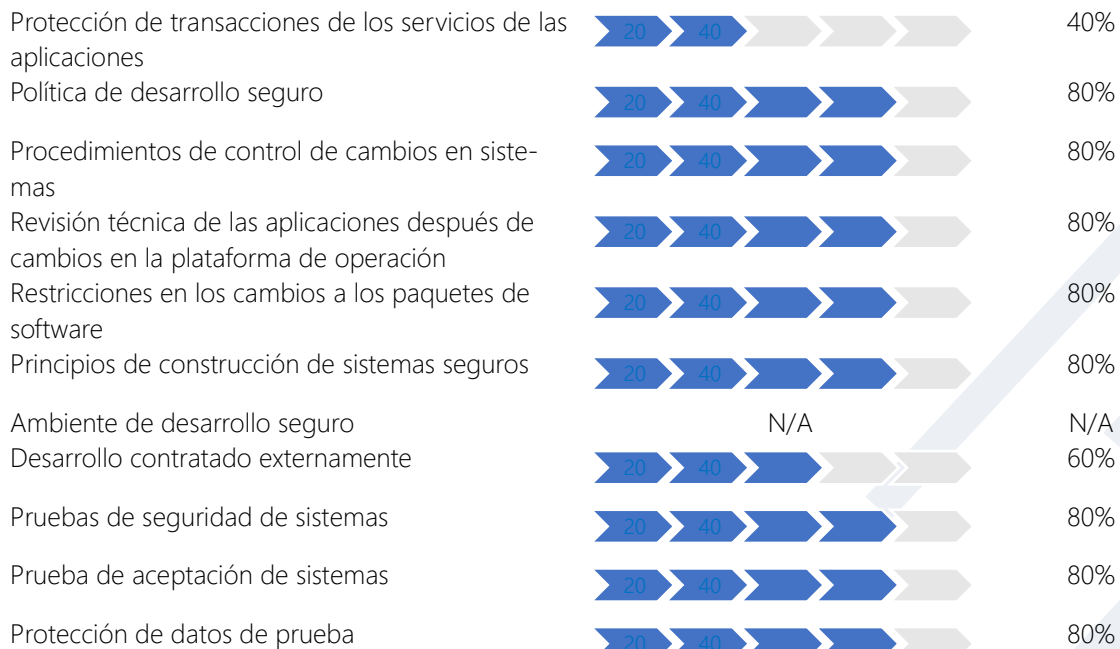 Protección de transacciones de los servicios de las
aplicaciones
20 40
40%
Política de desarrollo seguro
20 40
80%
Procedimientos de control de cambios en siste-
mas
20 40
80%
Revisión técnica de las aplicaciones después de
cambios en la plataforma de operación
20 40
80%
Restricciones en los cambios a los paquetes de
software
20 40
80%
Principios de construcción de sistemas seguros
20 40
80%
Ambiente de desarrollo seguro
N/A
N/A
Desarrollo contratado externamente
20 40
60%
Pruebas de seguridad de sistemas
20 40
80%
Prueba de aceptación de sistemas
20 40
80%
Protección de datos de prueba
20 40
80%